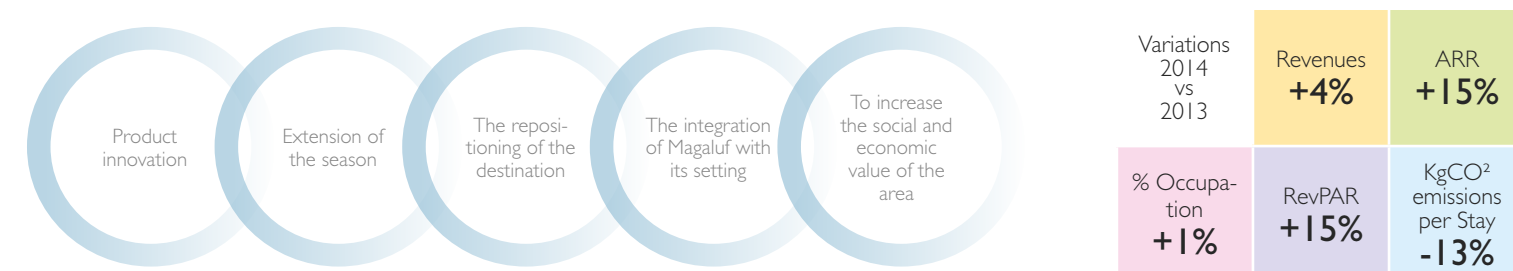 Product
innovation
Extension of
the season
The reposi-
tioning of the
destination
The integration
of Magaluf with
its setting
To increase
the social and
economic
value of the
area
Variations
2014
vs
2013
Revenues
+4%
ARR
+15%
% Occupa-
tion
+1%
RevPAR
+15%
KgCO²
emissions
per Stay
-13%